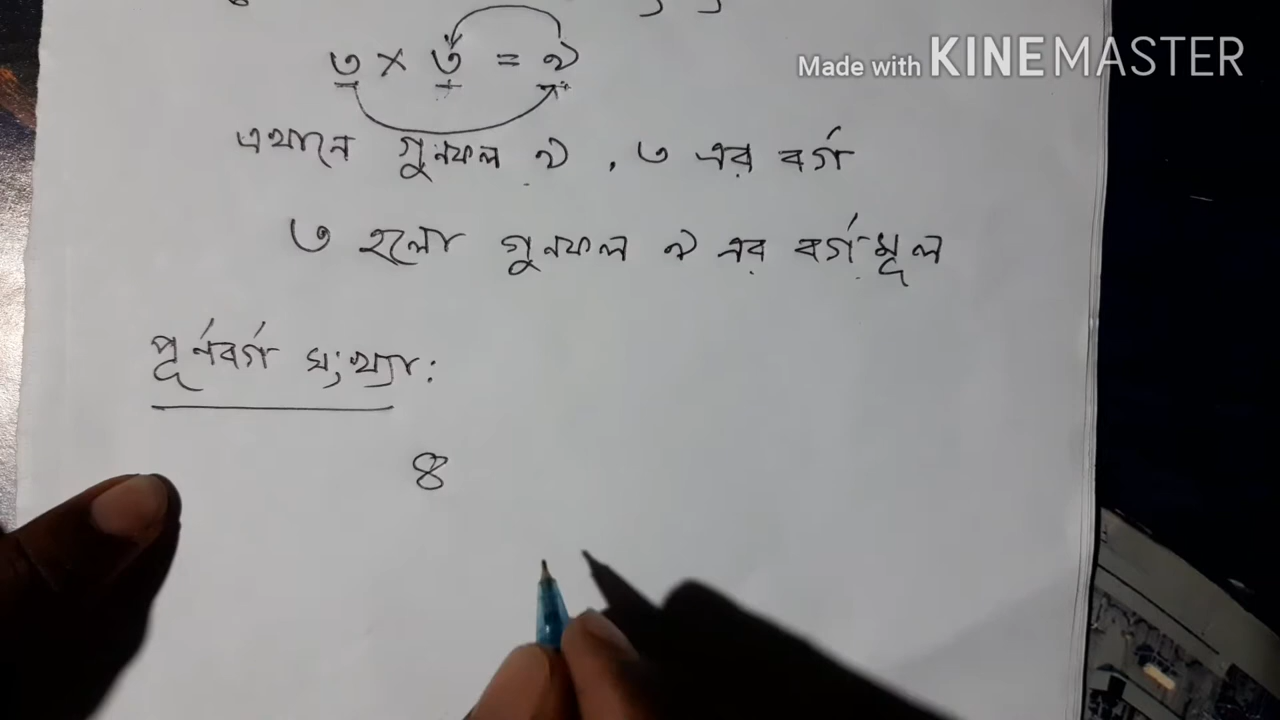 Made with KINEMASTER
৩ × ৩ = ৯
এখানে গুনফল ৯ , ৩ এর বর্গ
৩ হলো গুনফল ৯ এর বর্গমূল
পূর্নবর্গ সংখ্যা:
৪